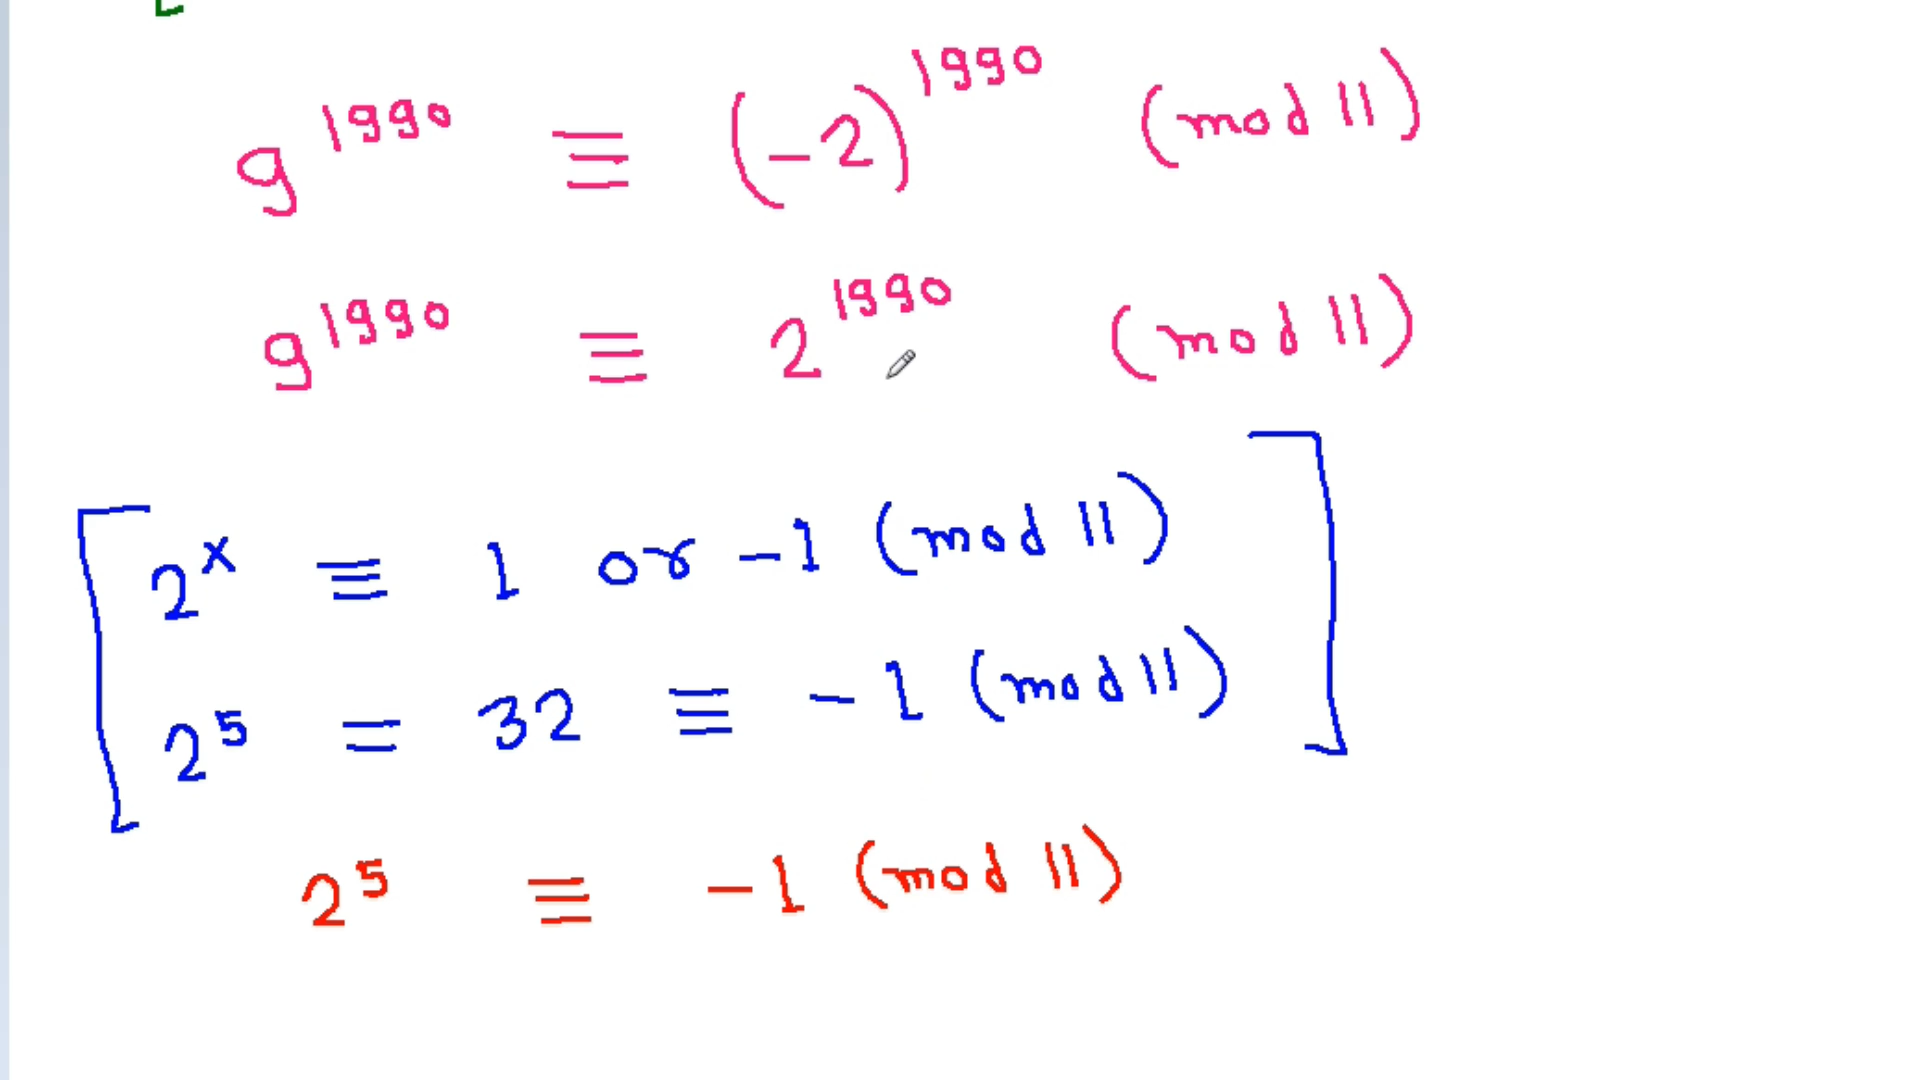 9^1990 ≡ (-2)^1990 (mod 11)
9^1990 ≡ 2^1990 (mod 11)
2^x ≡ 1 or -1 (mod 11)
2^5 = 32 ≡ -1 (mod 11)
2^5 ≡ -1 (mod 11)